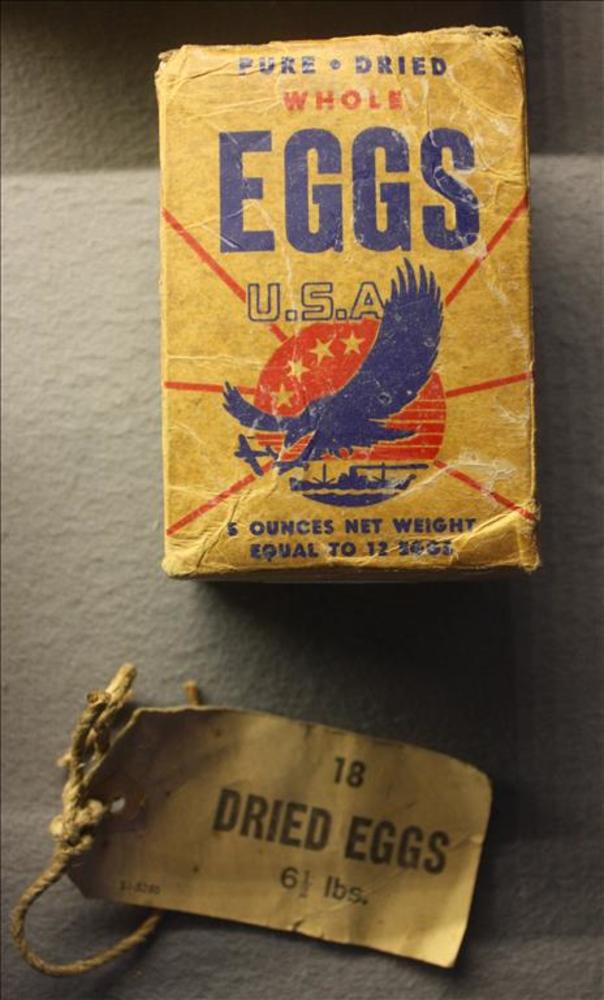 PURE • DRIED
WHOLE
EGGS
U.S.A
5 OUNCES NET WEIGHT
EQUAL TO 12 EGGS
18
DRIED EGGS
6½ lbs.